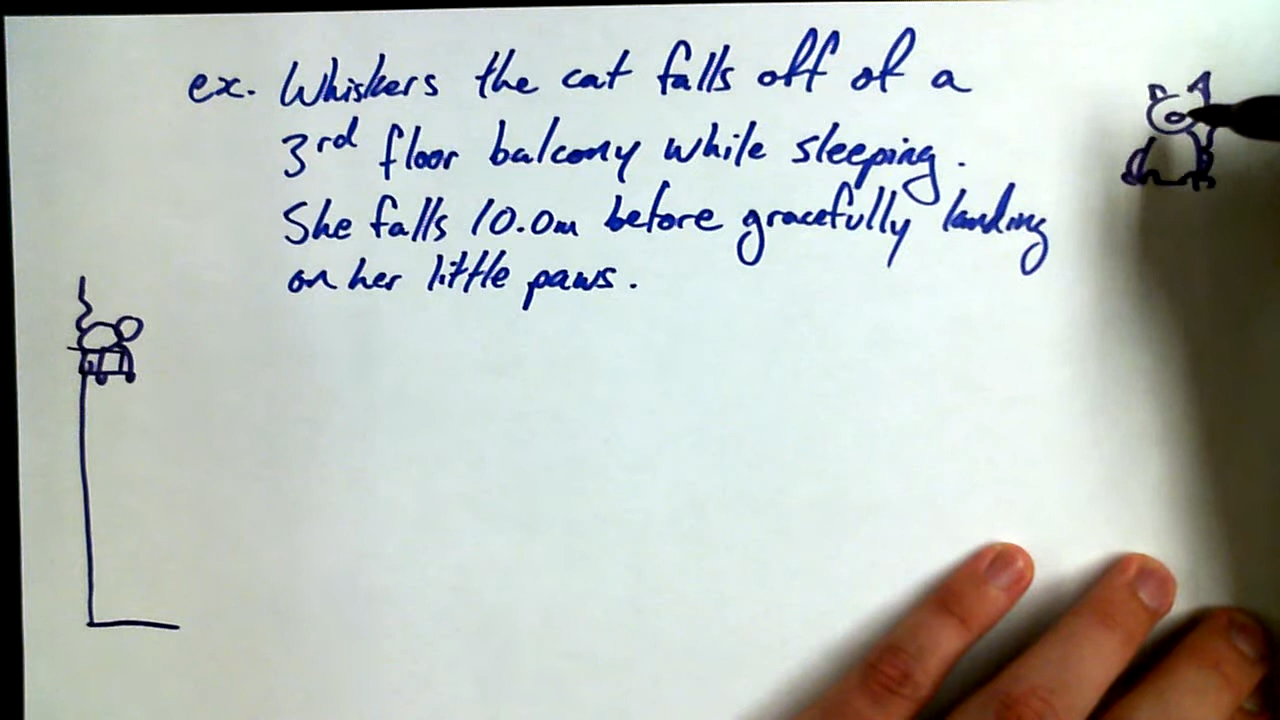 ex. Whiskers the cat falls off of a
3rd floor balcony while sleeping.
She falls 10.0m before gracefully landing
on her little paws.